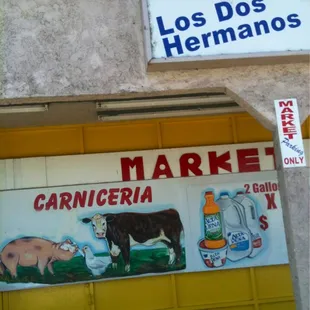 Los Dos
Hermanos
MARKET
Parking
ONLY
MARKET
CARNICERIA
2 Gallo
X
$